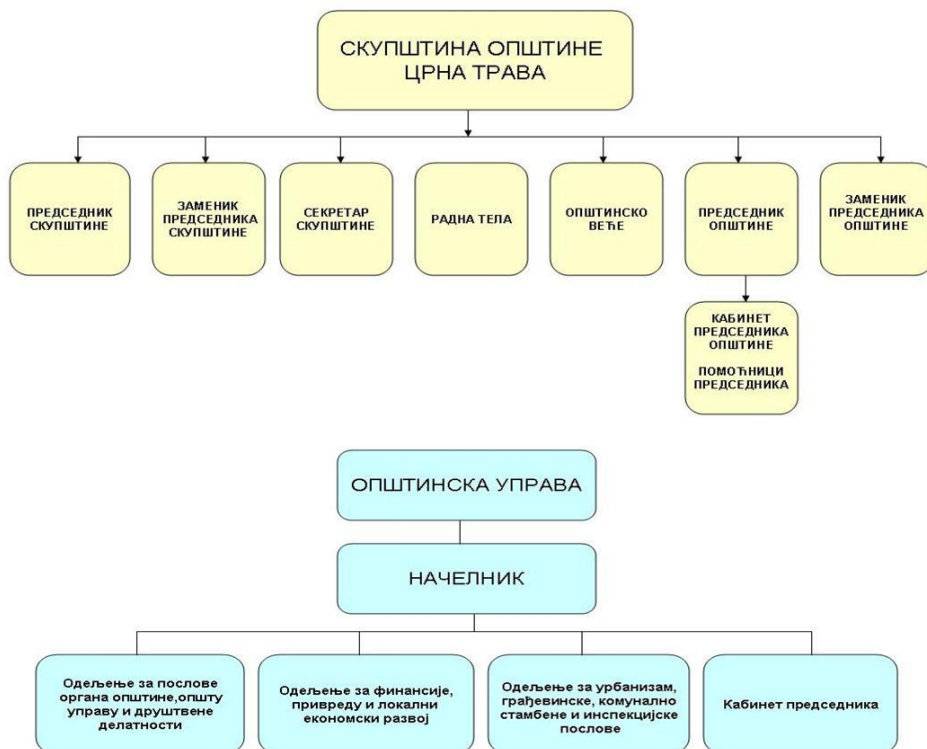 СКУПШТИНА ОПШТИНЕ
ЦРНА ТРАВА
ПРЕДСЕДНИК
СКУПШТИНЕ
ЗАМЕНИК
ПРЕДСЕДНИКА
СКУПШТИНЕ
СЕКРЕТАР
СКУПШТИНЕ
РАДНА ТЕЛА
ОПШТИНСКО
ВЕЋЕ
ПРЕДСЕДНИК
ОПШТИНЕ
ЗАМЕНИК
ПРЕДСЕДНИКА
ОПШТИНЕ
КАБИНЕТ
ПРЕДСЕДНИКА
ОПШТИНЕ
ПОМОЋНИЦИ
ПРЕДСЕДНИКА
ОПШТИНСКА УПРАВА
НАЧЕЛНИК
Одељење за послове
органа општине,општу
управу и друштвене
делатности
Одељење за финансије,
привреду и локални
економски развој
Одељење за урбанизам,
грађевинске, комунално
стамбене и инспекцијске
послове
Кабинет председника